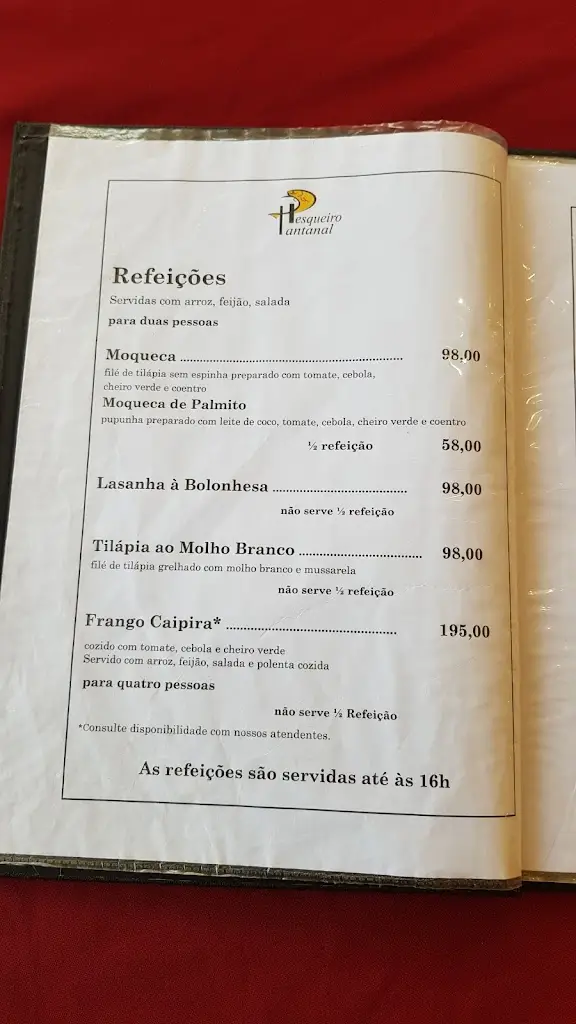 Pesqueiro
Pantanal
Refeições
Servidas com arroz, feijão, salada
para duas pessoas
Moqueca ........................................................................ 98,00
filé de tilápia sem espinha preparado com tomate, cebola,
cheiro verde e coentro
Moqueca de Palmito
pupunha preparado com leite de coco, tomate, cebola, cheiro verde e coentro
½ refeição 58,00
Lasanha à Bolonhesa ........................................... 98,00
não serve ½ refeição
Tilápia ao Molho Branco ....................................... 98,00
filé de tilápia grelhado com molho branco e mussarela
não serve ½ refeição
Frango Caipira* ...................................................... 195,00
cozido com tomate, cebola e cheiro verde
Servido com arroz, feijão, salada e polenta cozida
para quatro pessoas
não serve ½ Refeição
*Consulte disponibilidade com nossos atendentes.
As refeições são servidas até às 16h